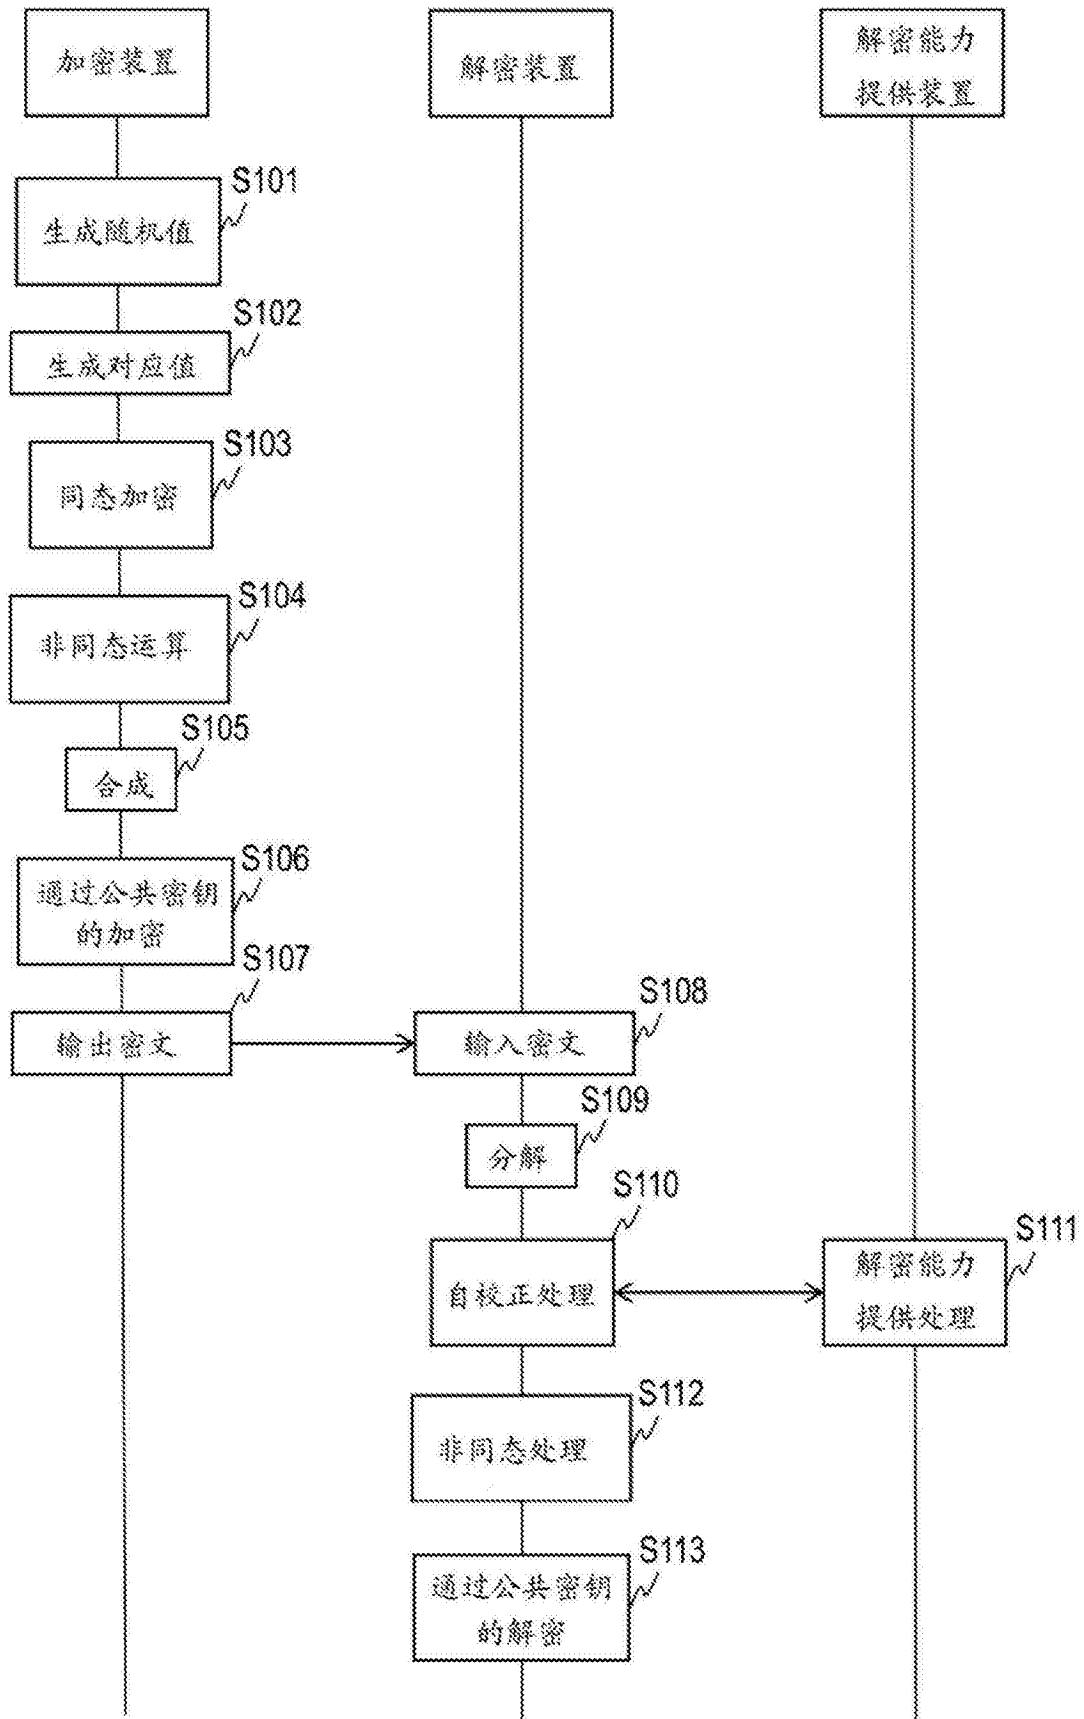 加密装置
解密装置
解密能力
提供装置
S101
生成随机值
S102
生成对应值
S103
同态加密
S104
非同态运算
S105
合成
S106
通过公共密钥
的加密
S107
输出密文
S108
输入密文
S109
分解
S110
自校正处理
S111
解密能力
提供处理
S112
非同态处理
S113
通过公共密钥
的解密